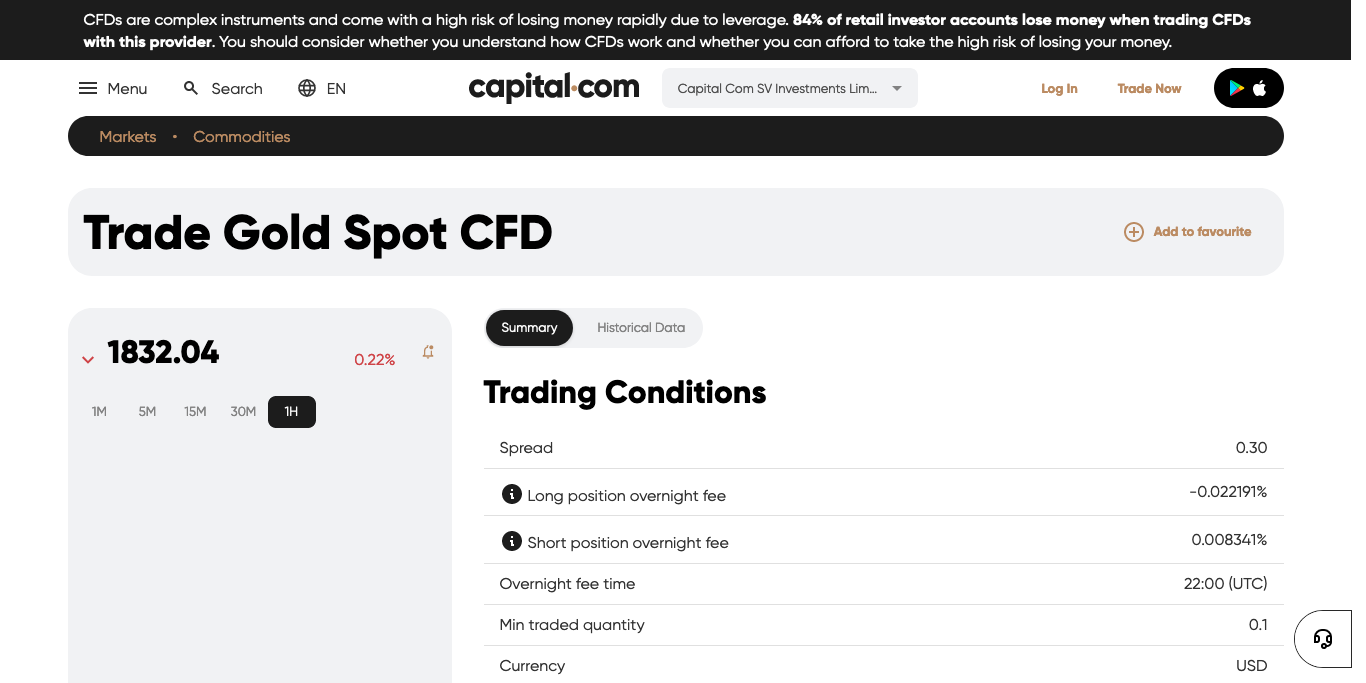 CFDs are complex instruments and come with a high risk of losing money rapidly due to leverage. 84% of retail investor accounts lose money when trading CFDs
with this provider. You should consider whether you understand how CFDs work and whether you can afford to take the high risk of losing your money.
Menu Search EN capital.com Capital Com SV Investments Lim... Log In Trade Now
Markets • Commodities
Trade Gold Spot CFD Add to favourite
1832.04 0.22%
1M 5M 15M 30M 1H
Summary Historical Data
Trading Conditions
Spread 0.30
Long position overnight fee -0.022191%
Short position overnight fee 0.008341%
Overnight fee time 22:00 (UTC)
Min traded quantity 0.1
Currency USD